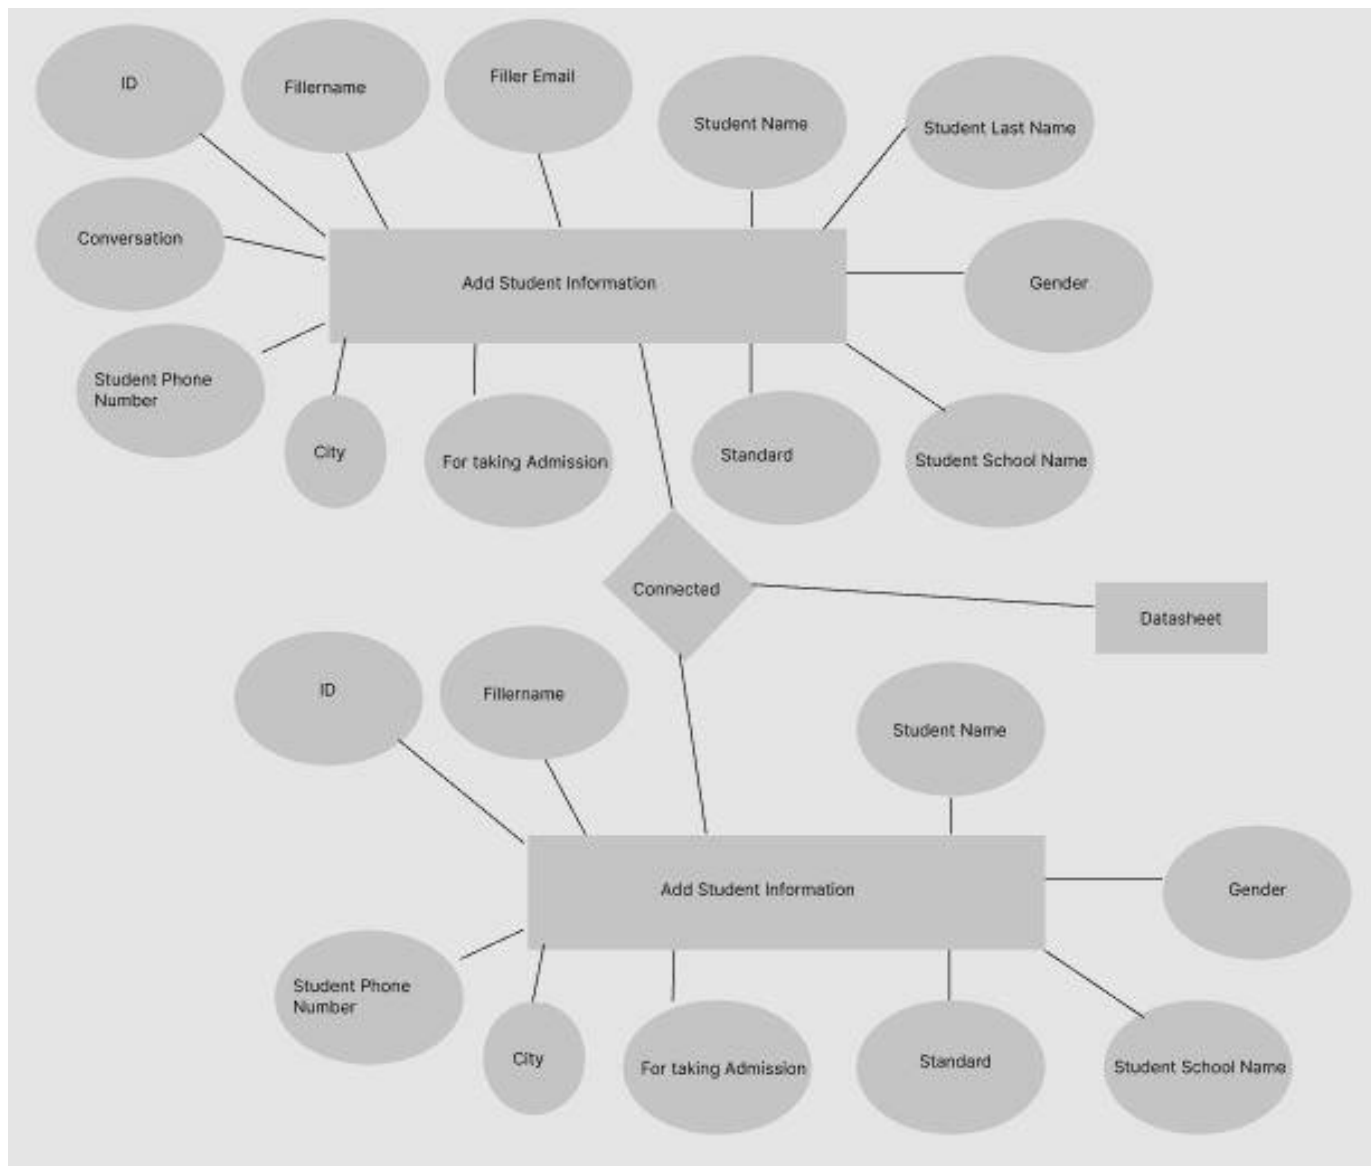 ID
Fillername
Filler Email
Student Name
Student Last Name
Conversation
Add Student Information
Gender
Student Phone
Number
City
For taking Admission
Standard
Student School Name
Connected
Datasheet
ID
Fillername
Student Name
Add Student Information
Gender
Student Phone
Number
City
For taking Admission
Standard
Student School Name